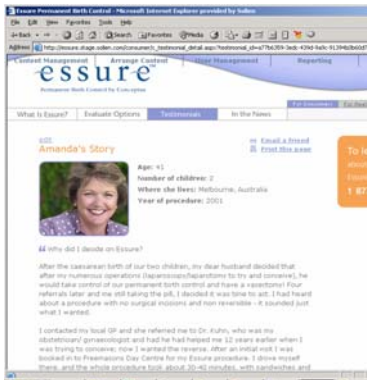 Essure Permanent Birth Control - Microsoft Internet Explorer provided by Solien
File Edit View Favorites Tools Help
Back Search Favorites Media
Address http://essure.stage.solien.com/consumer/c_testimonial_detail.aspx?testimonial_id=
Content Management Arrange Content User Management Reporting
essure
Permanent Birth Control by Conceptus
For Consumers
What is Essure? Evaluate Options Testimonials In the News
edit
Amanda's Story
Email a friend
Print this page
Age: 41
Number of children: 2
Where she lives: Melbourne, Australia
Year of procedure: 2001
To le
about
Essure
1 87
Why did I decide on Essure?
After the caesarean birth of our two children, my dear husband decided that
after my numerous operations (laparoscopy/laparotomy to try and conceive), he
would take control of our permanent birth control and have a vasectomy! Four
referrals later and me still taking the pill, I decided it was time to act. I had heard
about a procedure with no surgical incisions and non reversible - it sounded just
what I wanted.
I contacted my local GP and she referred me to Dr. Kuhn, who was my
obstetrician/ gynaecologist and had he had helped me 12 years earlier when I
was trying to conceive; now I wanted the reverse. After an initial visit I was
booked in to Freemasons Day Centre for my Essure procedure. I drove myself
there, and the whole procedure took about 30-40 minutes, with sandwiches and